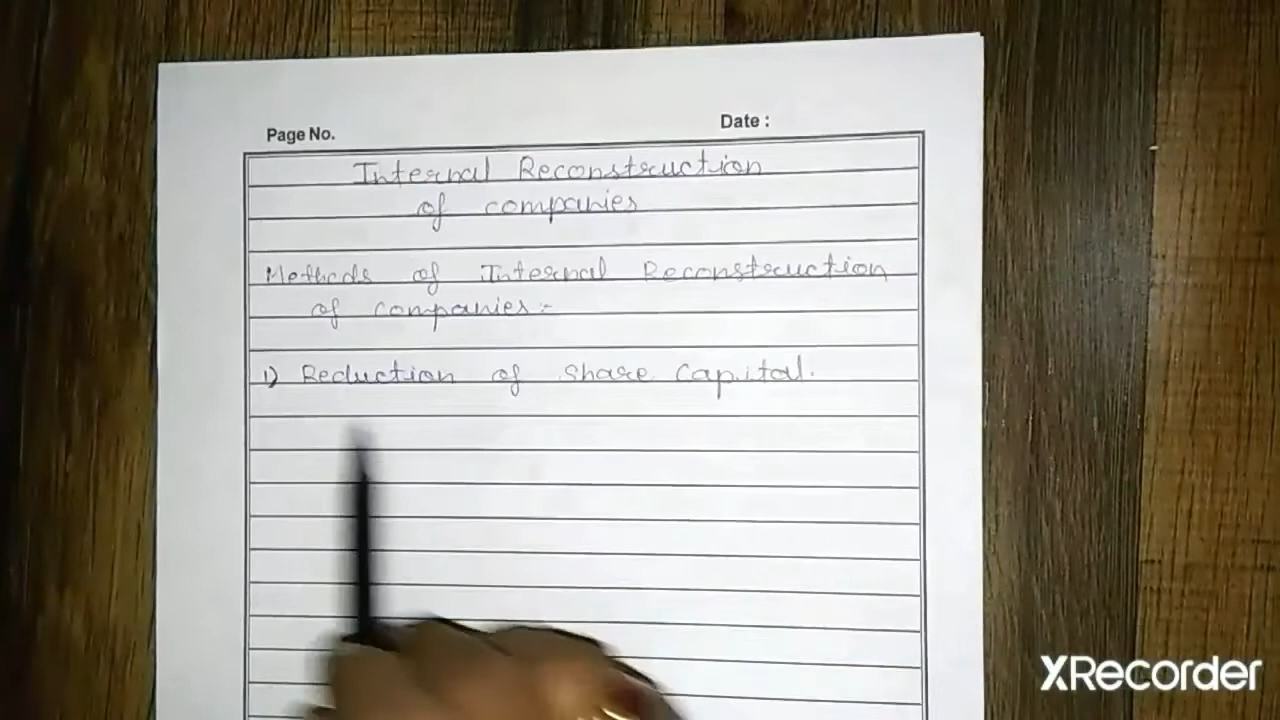 Page No.
Date :
Internal Reconstruction
of companies
Methods of Internal Reconstruction
of companies:-
1) Reduction of share capital.
XRecorder